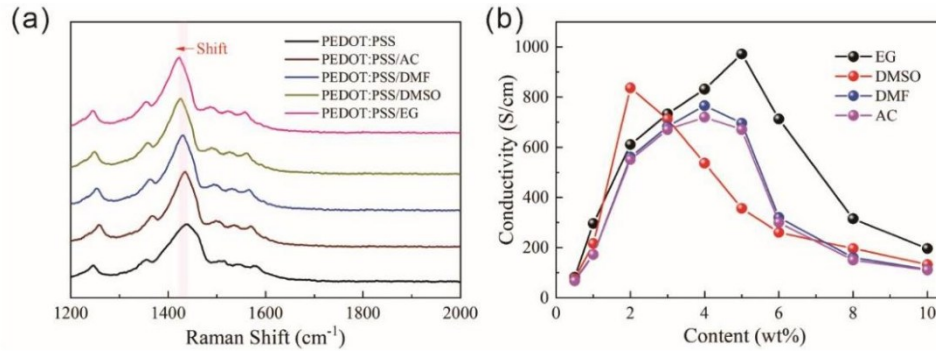 (a)
Shift
PEDOT:PSS
PEDOT:PSS/AC
PEDOT:PSS/DMF
PEDOT:PSS/DMSO
PEDOT:PSS/EG
1200 1400 1600 1800 2000
Raman Shift (cm⁻¹)
(b)
Conductivity (S/cm)
1000
800
600
400
200
0
EG
DMSO
DMF
AC
0 2 4 6 8 10
Content (wt%)